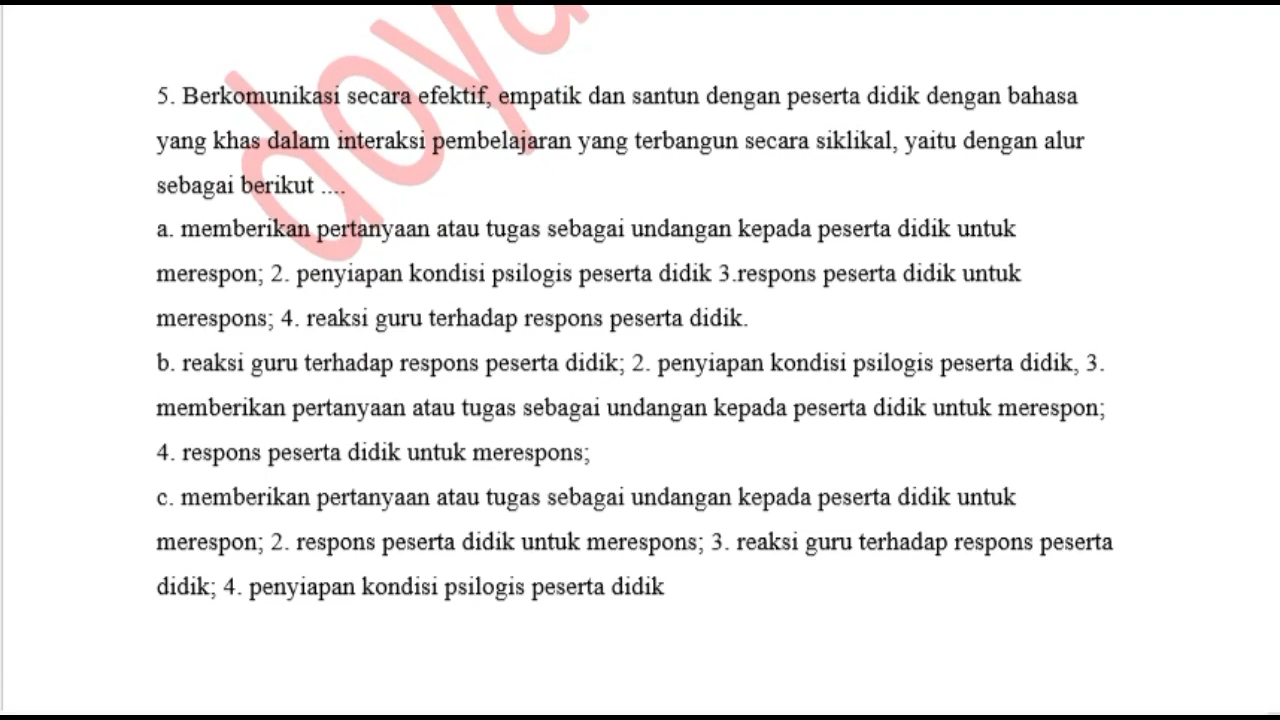 doya
5. Berkomunikasi secara efektif, empatik dan santun dengan peserta didik dengan bahasa
yang khas dalam interaksi pembelajaran yang terbangun secara siklikal, yaitu dengan alur
sebagai berikut ....
a. memberikan pertanyaan atau tugas sebagai undangan kepada peserta didik untuk
merespon; 2. penyiapan kondisi psilogis peserta didik 3.respons peserta didik untuk
merespons; 4. reaksi guru terhadap respons peserta didik.
b. reaksi guru terhadap respons peserta didik; 2. penyiapan kondisi psilogis peserta didik, 3.
memberikan pertanyaan atau tugas sebagai undangan kepada peserta didik untuk merespon;
4. respons peserta didik untuk merespons;
c. memberikan pertanyaan atau tugas sebagai undangan kepada peserta didik untuk
merespon; 2. respons peserta didik untuk merespons; 3. reaksi guru terhadap respons peserta
didik; 4. penyiapan kondisi psilogis peserta didik